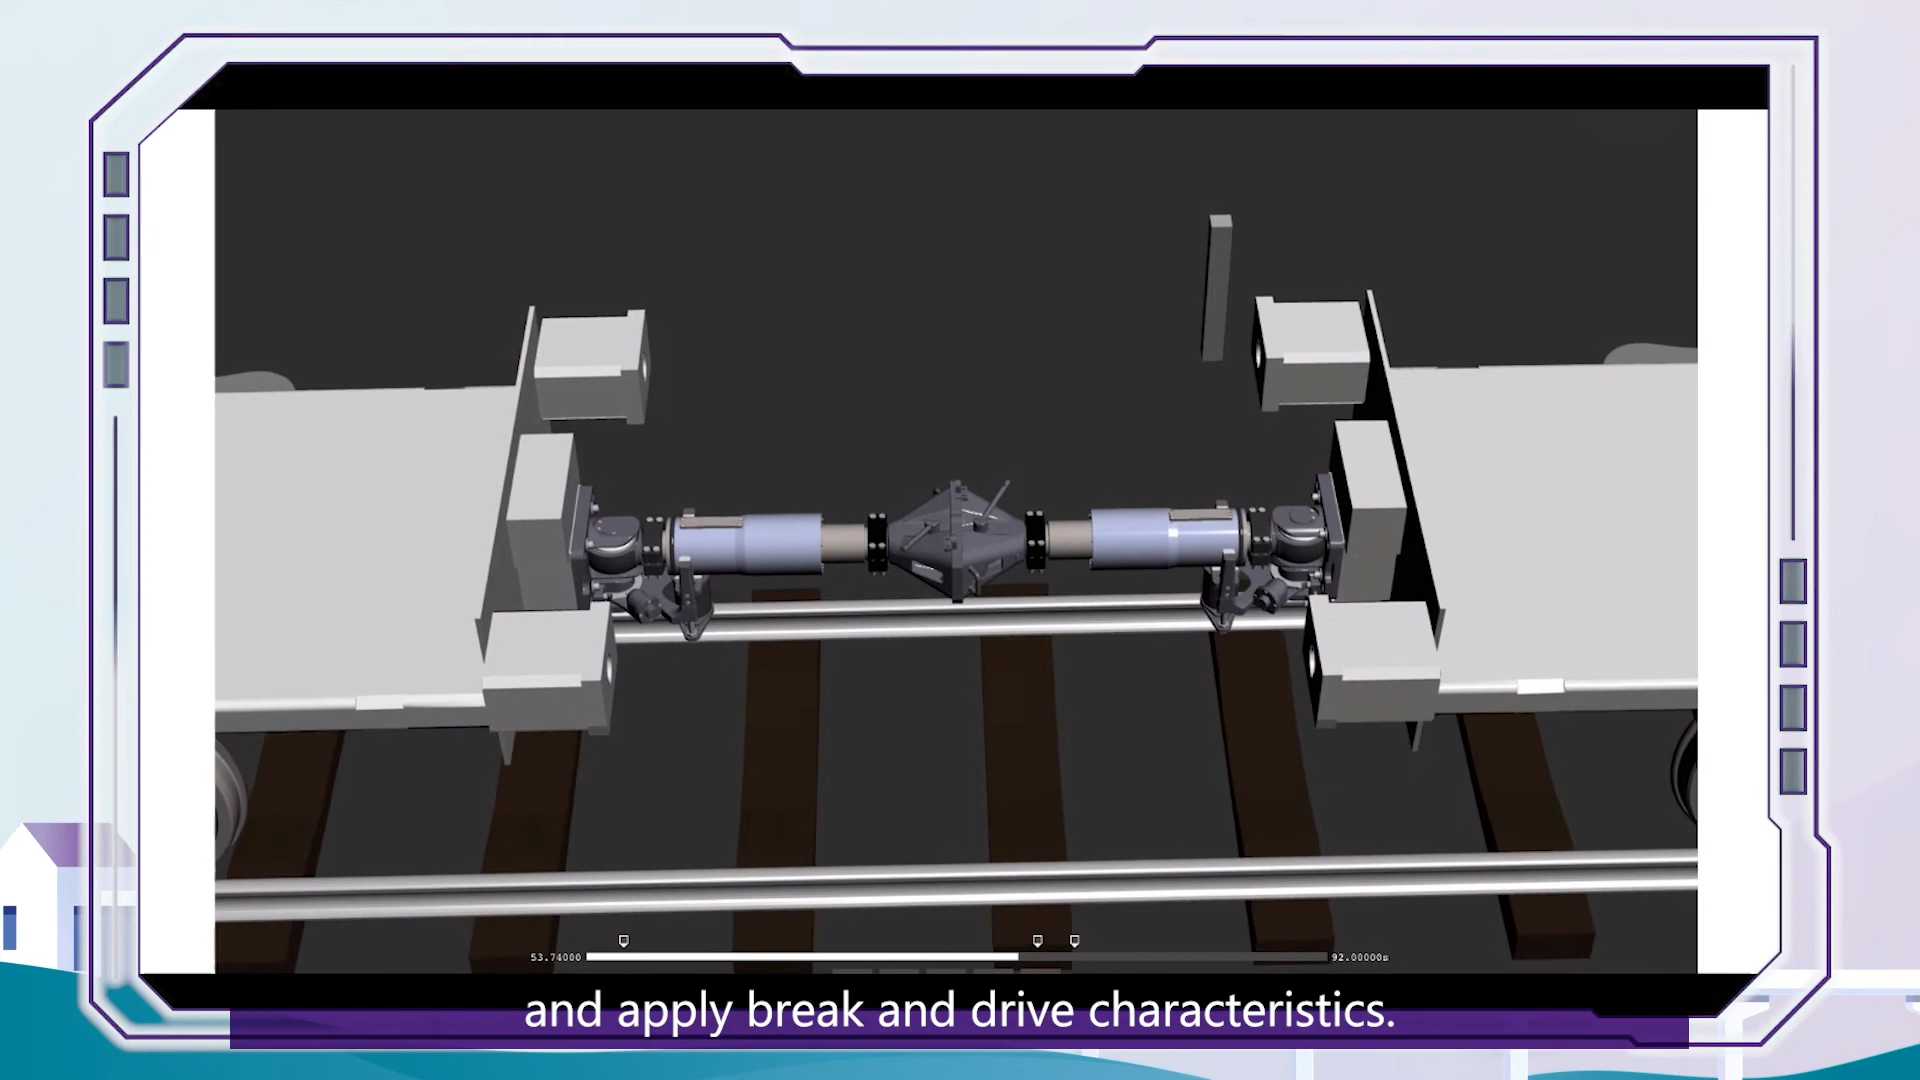 53.74000
92.00000s
and apply break and drive characteristics.